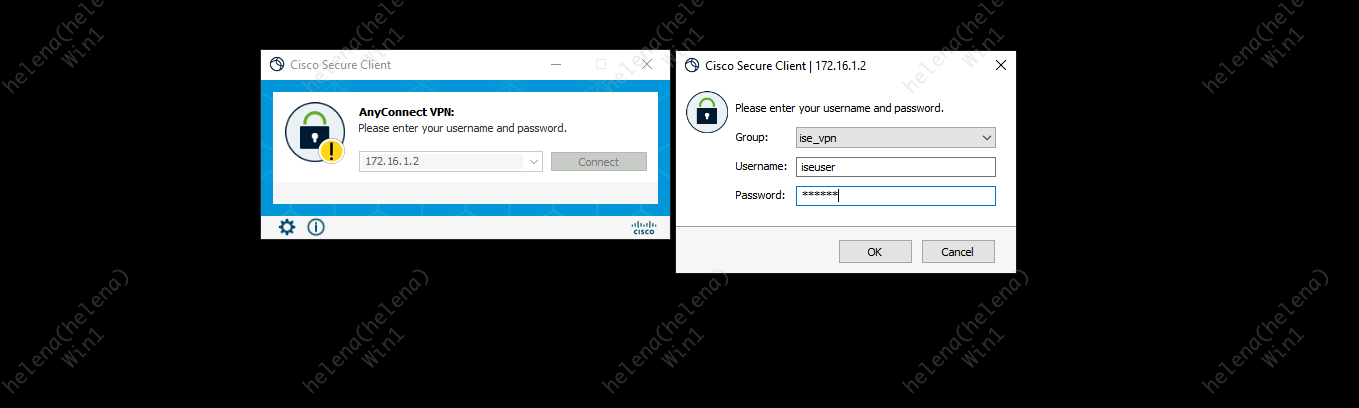 Cisco Secure Client
AnyConnect VPN:
Please enter your username and password.
172.16.1.2
Connect
cisco
Cisco Secure Client | 172.16.1.2
Please enter your username and password.
Group:
ise_vpn
Username:
iseuser
Password:
******
OK
Cancel
helena(helena)
Win1
helena(helena)
Win1
helena(helena)
Win1
helena(helena)
Win1
helena(helena)
Win1
helena(helena)
Win1
helena(helena)
Win1
helena(helena)
Win1
helena(helena)
Win1
helena(helena)
Win1